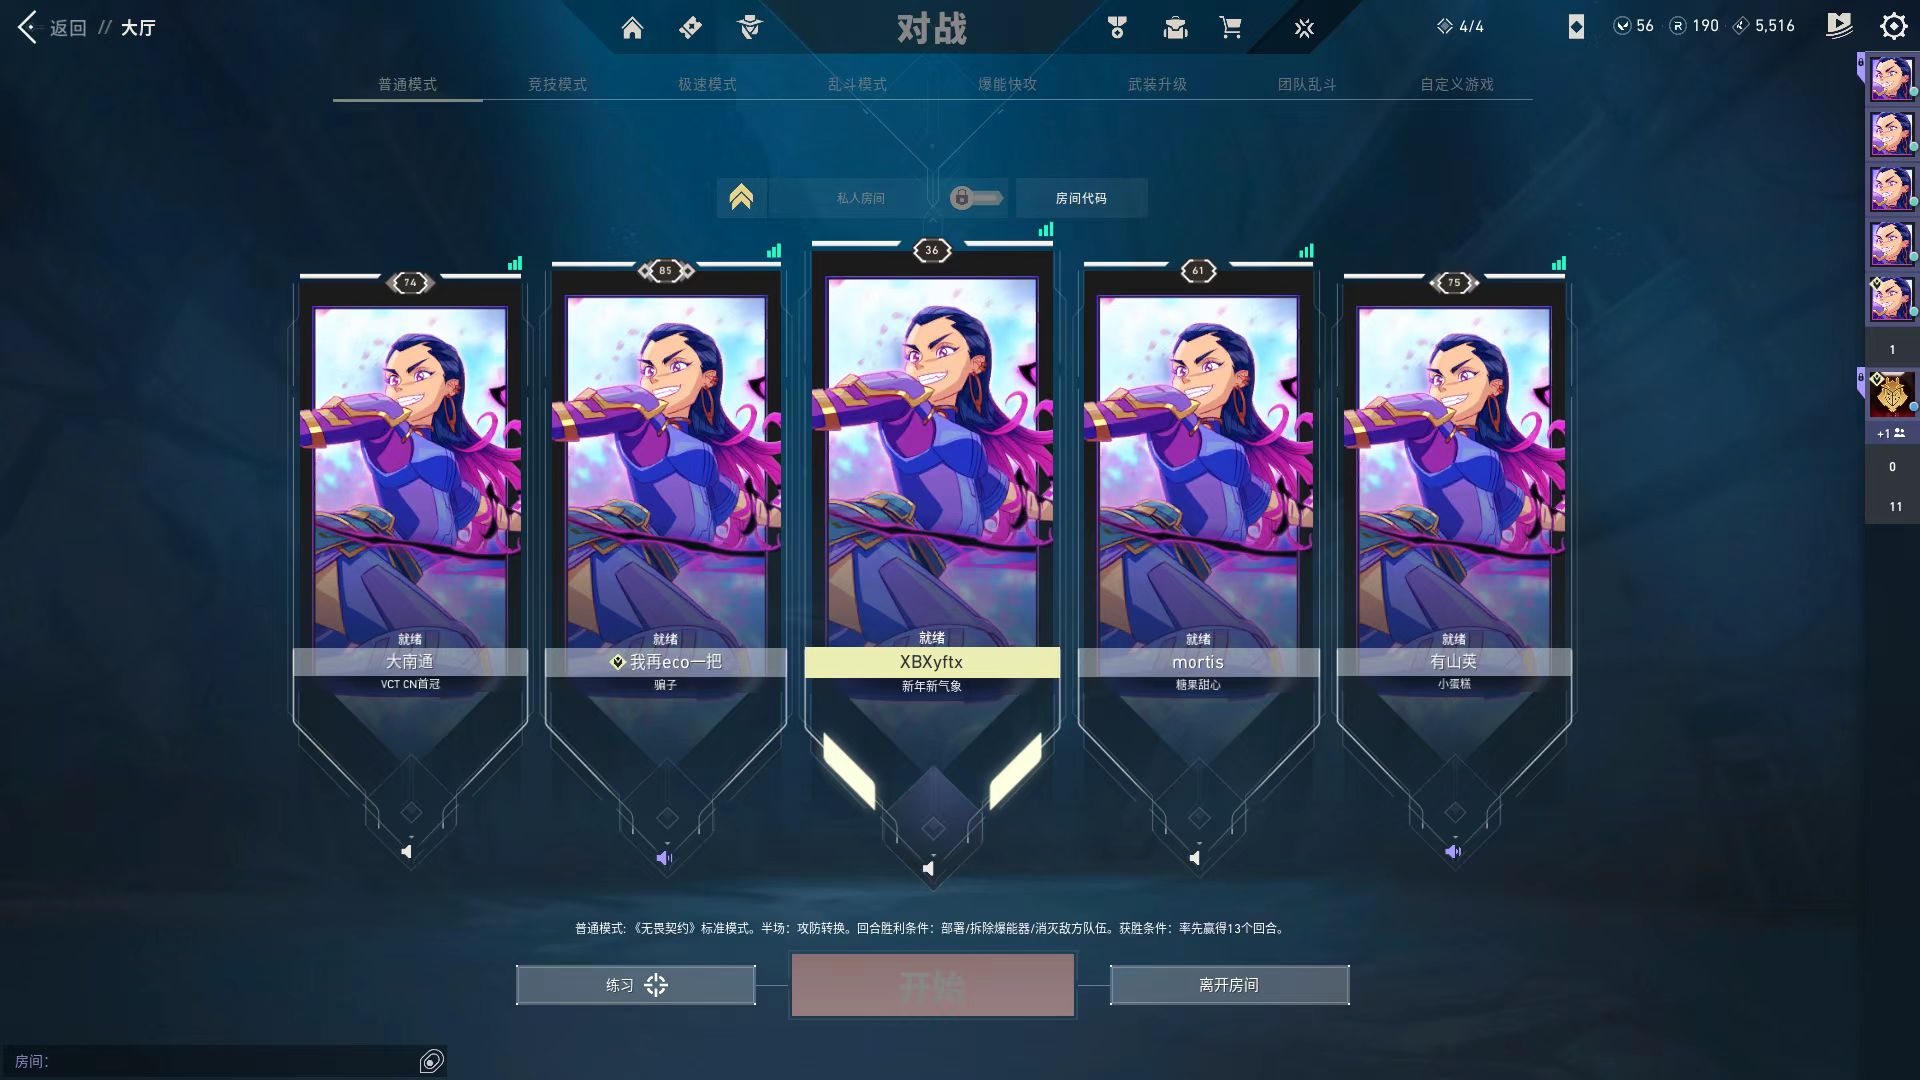 返回 // 大厅
对战
4/4
56
190
5,516
普通模式
竞技模式
极速模式
乱斗模式
爆能快攻
武装升级
团队乱斗
自定义游戏
私人房间
房间代码
74
85
36
61
75
就绪
就绪
就绪
就绪
就绪
大南通
我再eco一把
XBXyftx
mortis
有山英
VCT CN首冠
骗子
新年新气象
糖果甜心
小蛋糕
1
+1
0
11
普通模式:《无畏契约》标准模式。半场：攻防转换。回合胜利条件：部署/拆除爆能器/消灭敌方队伍。获胜条件：率先赢得13个回合。
练习
开始
离开房间
房间: